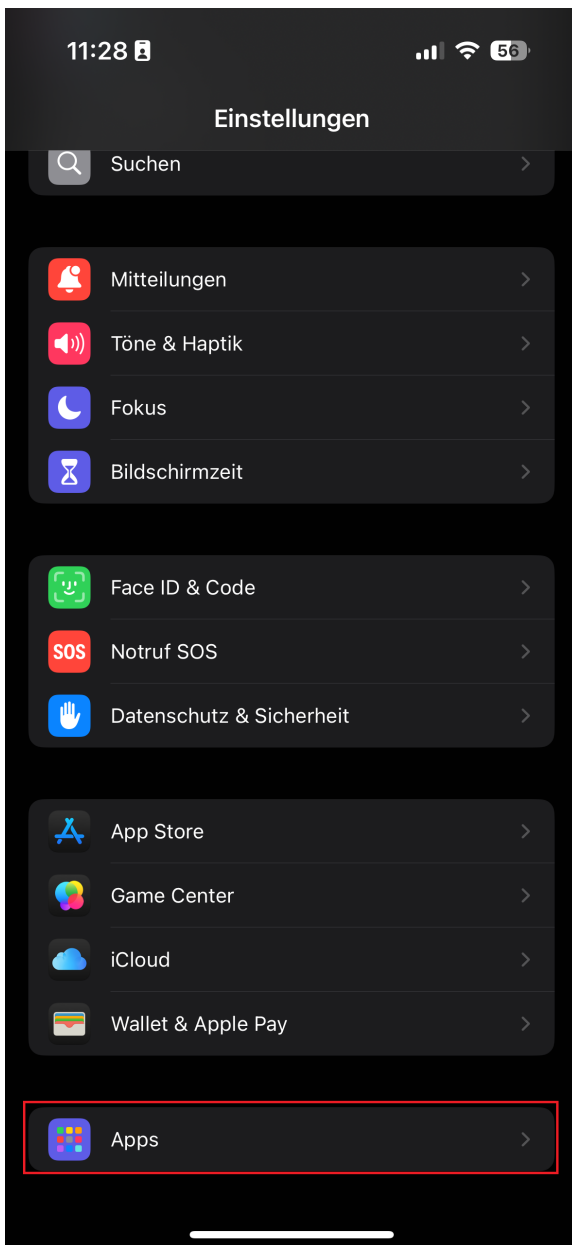 11:28
56
Einstellungen
Suchen
Mitteilungen
Töne & Haptik
Fokus
Bildschirmzeit
Face ID & Code
SOS
Notruf SOS
Datenschutz & Sicherheit
App Store
Game Center
iCloud
Wallet & Apple Pay
Apps